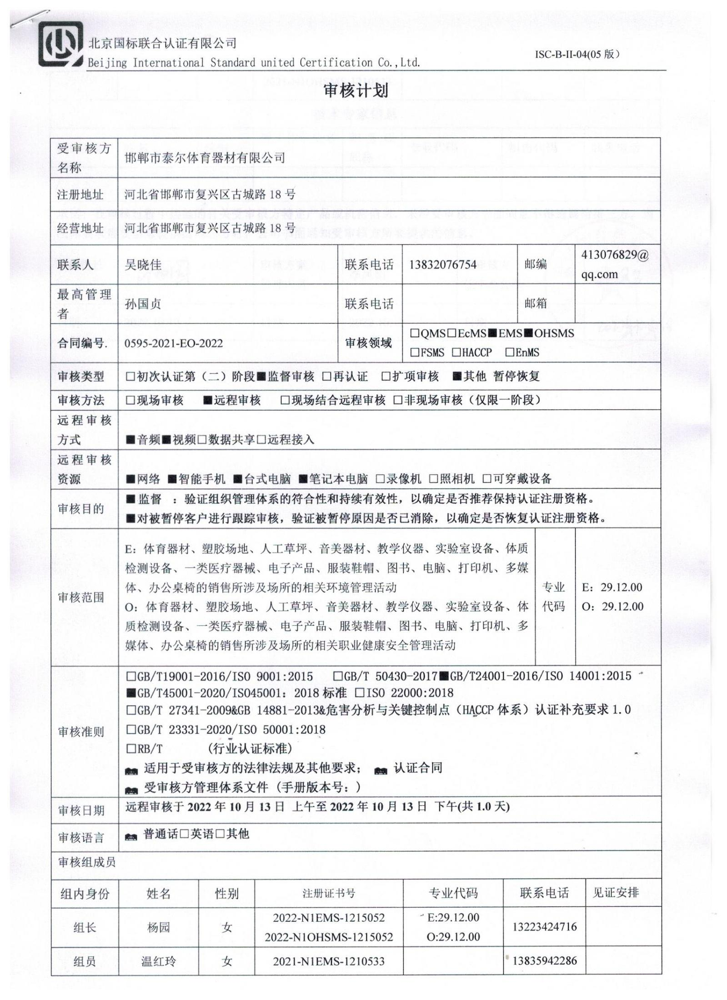 北京国标联合认证有限公司
Beijing International Standard united Certification Co.,Ltd.
ISC-B-II-04(05 版)
审核计划
受审核方名称 邯郸市泰尔体育器材有限公司
注册地址 河北省邯郸市复兴区古城路 18 号
经营地址 河北省邯郸市复兴区古城路 18 号
联系人 吴晓佳 联系电话 13832076754 邮编 413076829@qq.com
最高管理者 孙国贞 联系电话 邮箱
合同编号. 0595-2021-EO-2022 审核领域 □QMS□EcMS■EMS■OHSMS
□FSMS □HACCP □EnMS
审核类型 □初次认证第（二）阶段■监督审核 □再认证 □扩项审核 ■其他 暂停恢复
审核方法 □现场审核 ■远程审核 □现场结合远程审核 □非现场审核（仅限一阶段）
远程审核方式 ■音频■视频□数据共享□远程接入
远程审核资源 ■网络 ■智能手机 ■台式电脑 ■笔记本电脑 □录像机 □照相机 □可穿戴设备
审核目的 ■监督 ：验证组织管理体系的符合性和持续有效性，以确定是否推荐保持认证注册资格。
■对被暂停客户进行跟踪审核，验证被暂停原因是否已消除，以确定是否恢复认证注册资格。
审核范围
E：体育器材、塑胶场地、人工草坪、音美器材、教学仪器、实验室设备、体质
检测设备、一类医疗器械、电子产品、服装鞋帽、图书、电脑、打印机、多媒
体、办公桌椅的销售所涉及场所的相关环境管理活动
O：体育器材、塑胶场地、人工草坪、音美器材、教学仪器、实验室设备、体
质检测设备、一类医疗器械、电子产品、服装鞋帽、图书、电脑、打印机、多
媒体、办公桌椅的销售所涉及场所的相关职业健康安全管理活动
专业代码
E：29.12.00
O：29.12.00
审核准则
□GB/T19001-2016/ISO 9001:2015 □GB/T 50430-2017■GB/T24001-2016/ISO 14001:2015
■GB/T45001-2020/ISO45001：2018 标准 □ISO 22000:2018
□GB/T 27341-2009&GB 14881-2013&危害分析与关键控制点（HACCP 体系）认证补充要求 1.0
□GB/T 23331-2020/ISO 50001:2018
□RB/T (行业认证标准)
■ 适用于受审核方的法律法规及其他要求； ■ 认证合同
■ 受审核方管理体系文件（手册版本号：）
审核日期 远程审核于 2022 年 10 月 13 日 上午至 2022 年 10 月 13 日 下午(共 1.0 天)
审核语言 ■ 普通话□英语□其他
审核组成员
组内身份 姓名 性别 注册证书号 专业代码 联系电话 见证安排
组长 杨园 女 2022-N1EMS-1215052 E:29.12.00 13223424716
2022-N1OHSMS-1215052 O:29.12.00
组员 温红玲 女 2021-N1EMS-1210533 13835942286